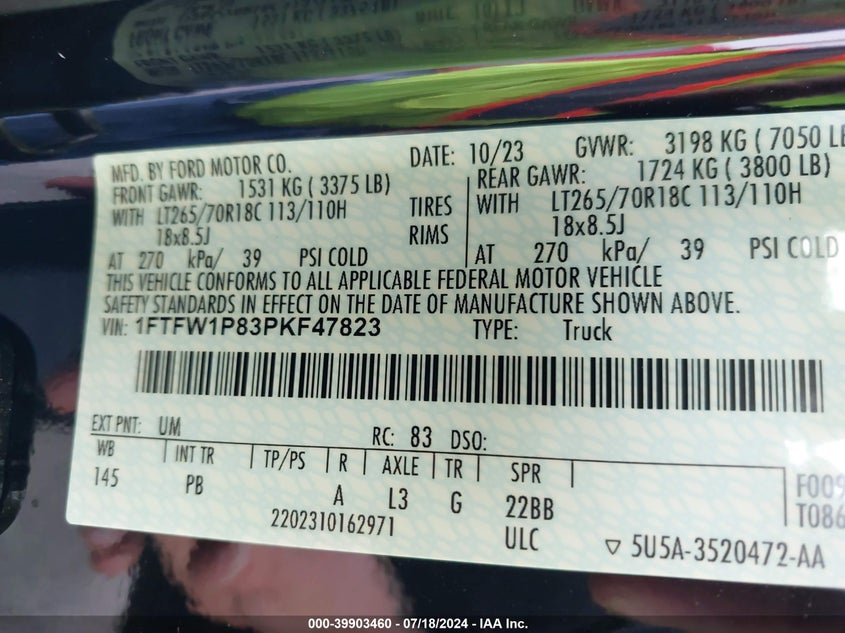 MFD. BY FORD MOTOR CO. DATE: 10/23 GVWR: 3198 KG ( 7050 LB
FRONT GAWR: 1531 KG ( 3375 LB) REAR GAWR: 1724 KG ( 3800 LB)
WITH LT265/70R18C 113/110H TIRES WITH LT265/70R18C 113/110H
18x8.5J RIMS 18x8.5J
AT 270 kPa/ 39 PSI COLD AT 270 kPa/ 39 PSI COLD
THIS VEHICLE CONFORMS TO ALL APPLICABLE FEDERAL MOTOR VEHICLE
SAFETY STANDARDS IN EFFECT ON THE DATE OF MANUFACTURE SHOWN ABOVE.
VIN: 1FTFW1P83PKF47823 TYPE: Truck
EXT PNT: UM RC: 83 DSO:
WB INT TR TP/PS R AXLE TR SPR
145 PB A L3 G 22BB F009
2202310162971 ULC T086
▽ 5U5A-3520472-AA
000-39903460 - 07/18/2024 - IAA Inc.